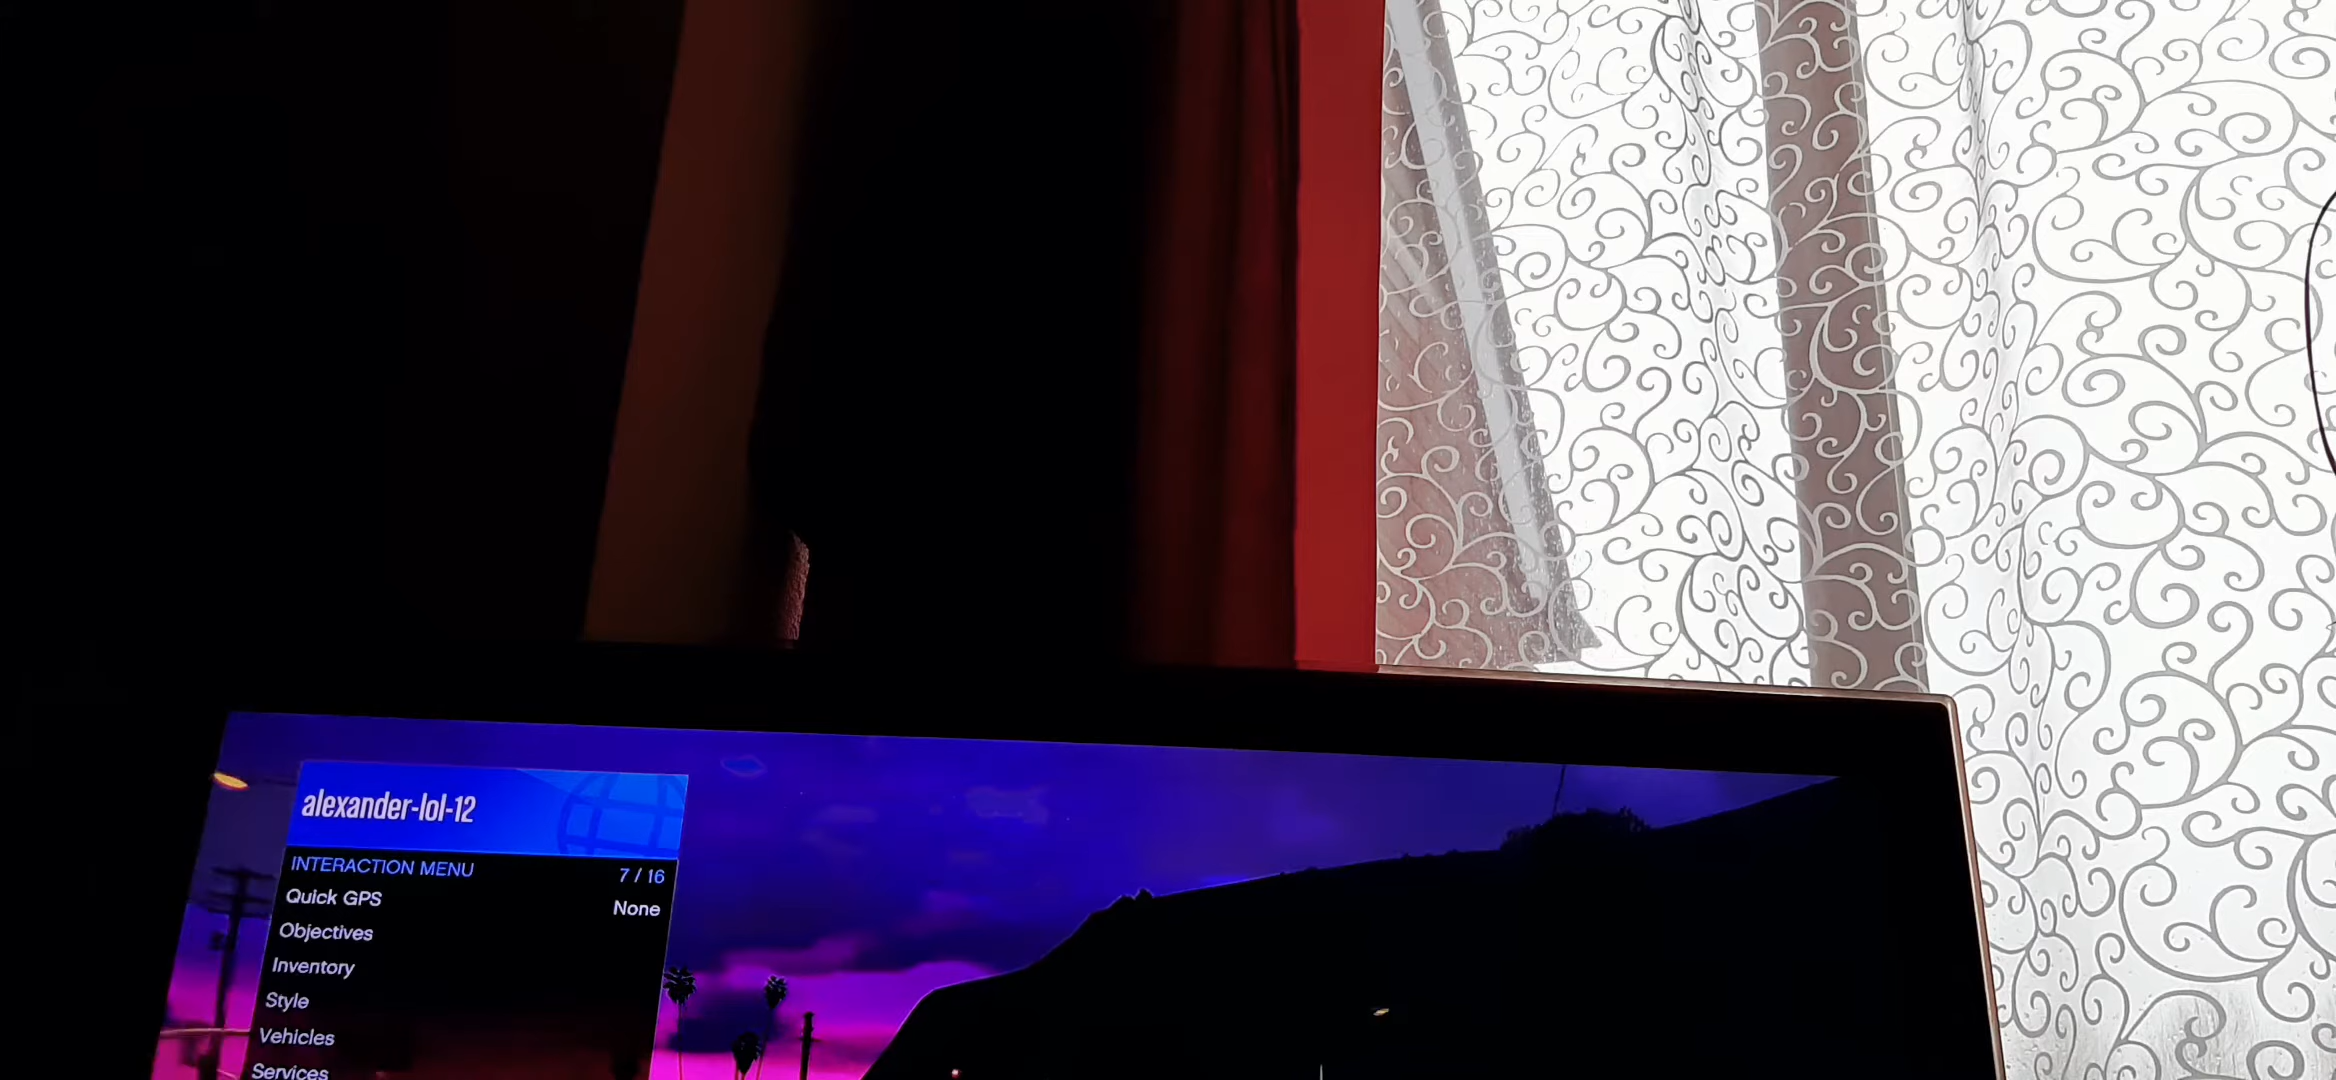 alexander-lol-12
INTERACTION MENU 7 / 16
Quick GPS None
Objectives
Inventory
Style
Vehicles
Services